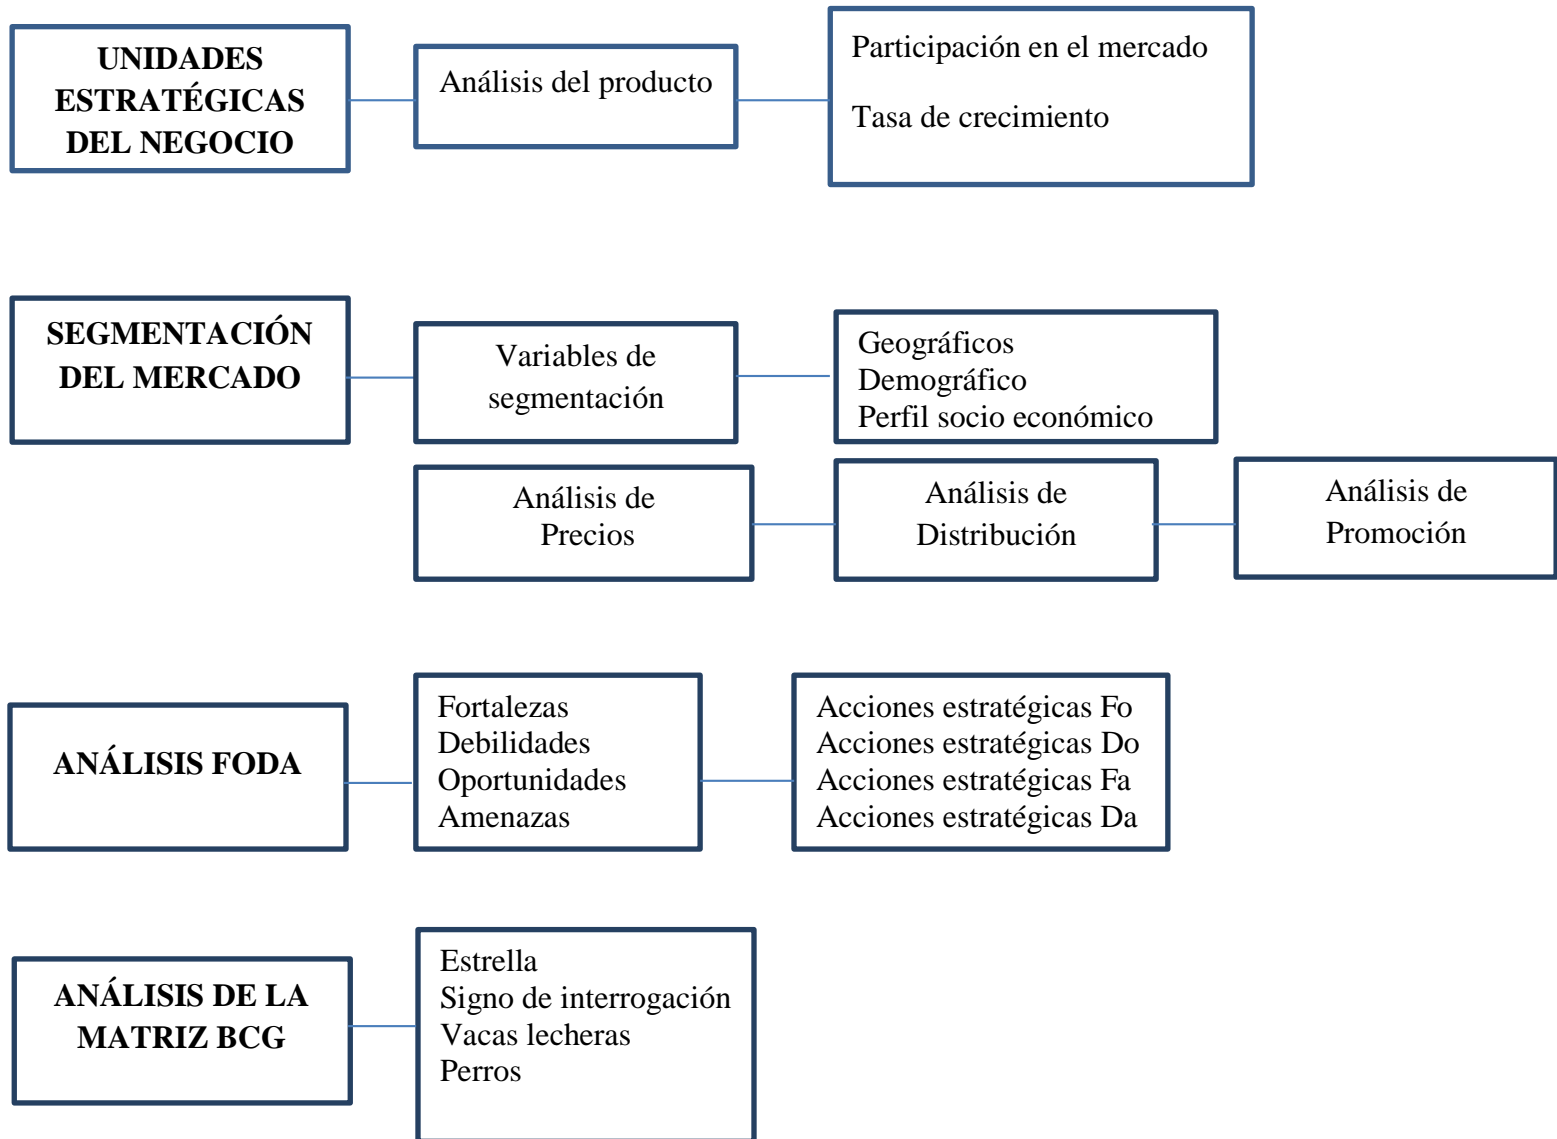 UNIDADES
ESTRATÉGICAS
DEL NEGOCIO
Análisis del producto
Participación en el mercado
Tasa de crecimiento
SEGMENTACIÓN
DEL MERCADO
Variables de
segmentación
Geográficos
Demográfico
Perfil socio económico
Análisis de
Precios
Análisis de
Distribución
Análisis de
Promoción
ANÁLISIS FODA
Fortalezas
Debilidades
Oportunidades
Amenazas
Acciones estratégicas Fo
Acciones estratégicas Do
Acciones estratégicas Fa
Acciones estratégicas Da
ANÁLISIS DE LA
MATRIZ BCG
Estrella
Signo de interrogación
Vacas lecheras
Perros